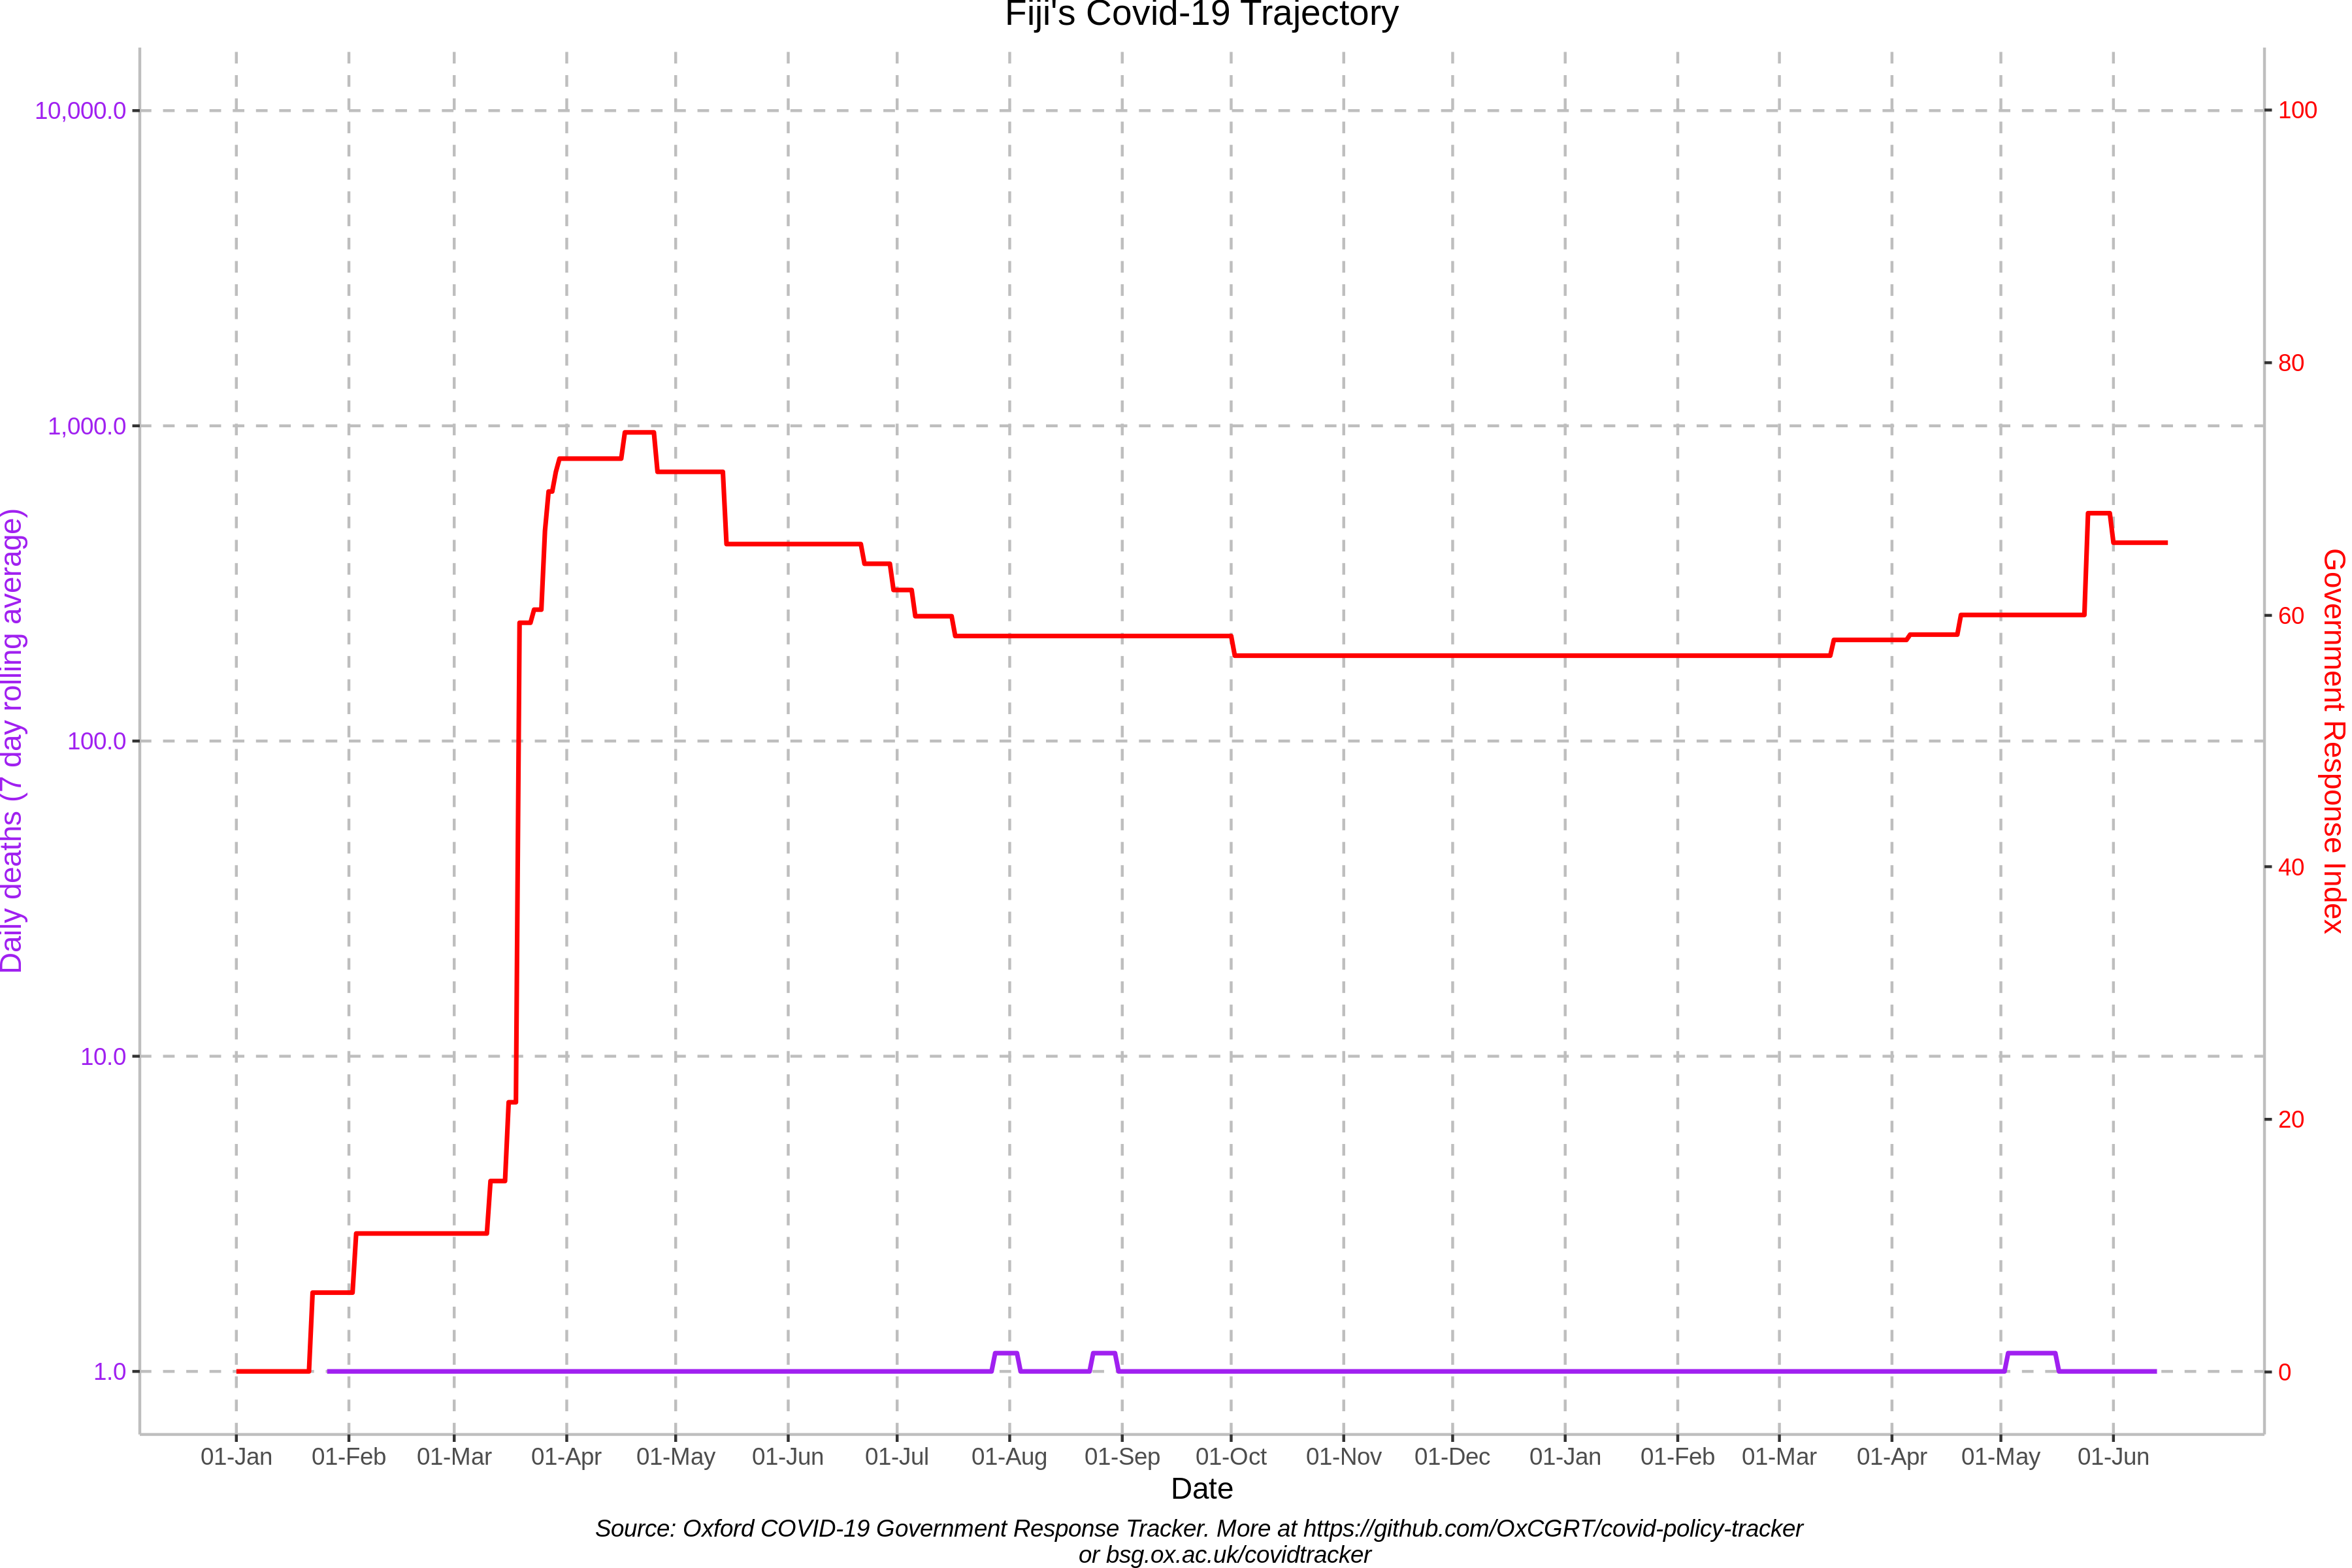 Fiji's Covid-19 Trajectory
10,000.0
1,000.0
100.0
10.0
1.0
Daily deaths (7 day rolling average)
100
80
60
40
20
0
Government Response Index
01-Jan 01-Feb 01-Mar 01-Apr 01-May 01-Jun 01-Jul 01-Aug 01-Sep 01-Oct 01-Nov 01-Dec 01-Jan 01-Feb 01-Mar 01-Apr 01-May 01-Jun
Date
Source: Oxford COVID-19 Government Response Tracker. More at https://github.com/OxCGRT/covid-policy-tracker
or bsg.ox.ac.uk/covidtracker